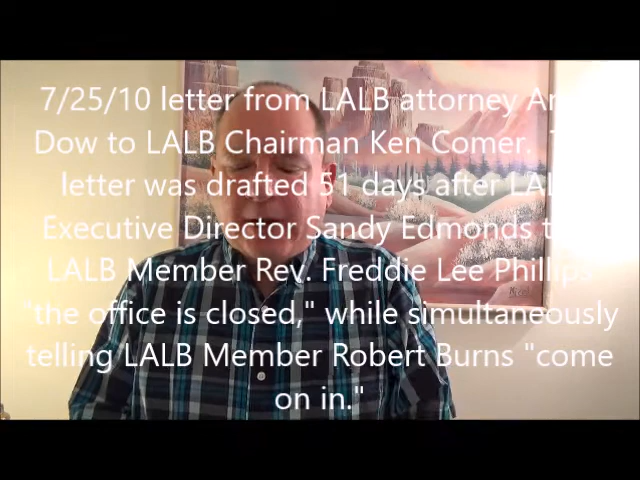 7/25/10 letter from LALB attorney
Dow to LALB Chairman Ken Comer.
letter was drafted 51 days after
Executive Director Sandy Edmonds
LALB Member Rev. Freddie Lee Phillips
"the office is closed," while simultaneously
telling LALB Member Robert Burns "come
on in."